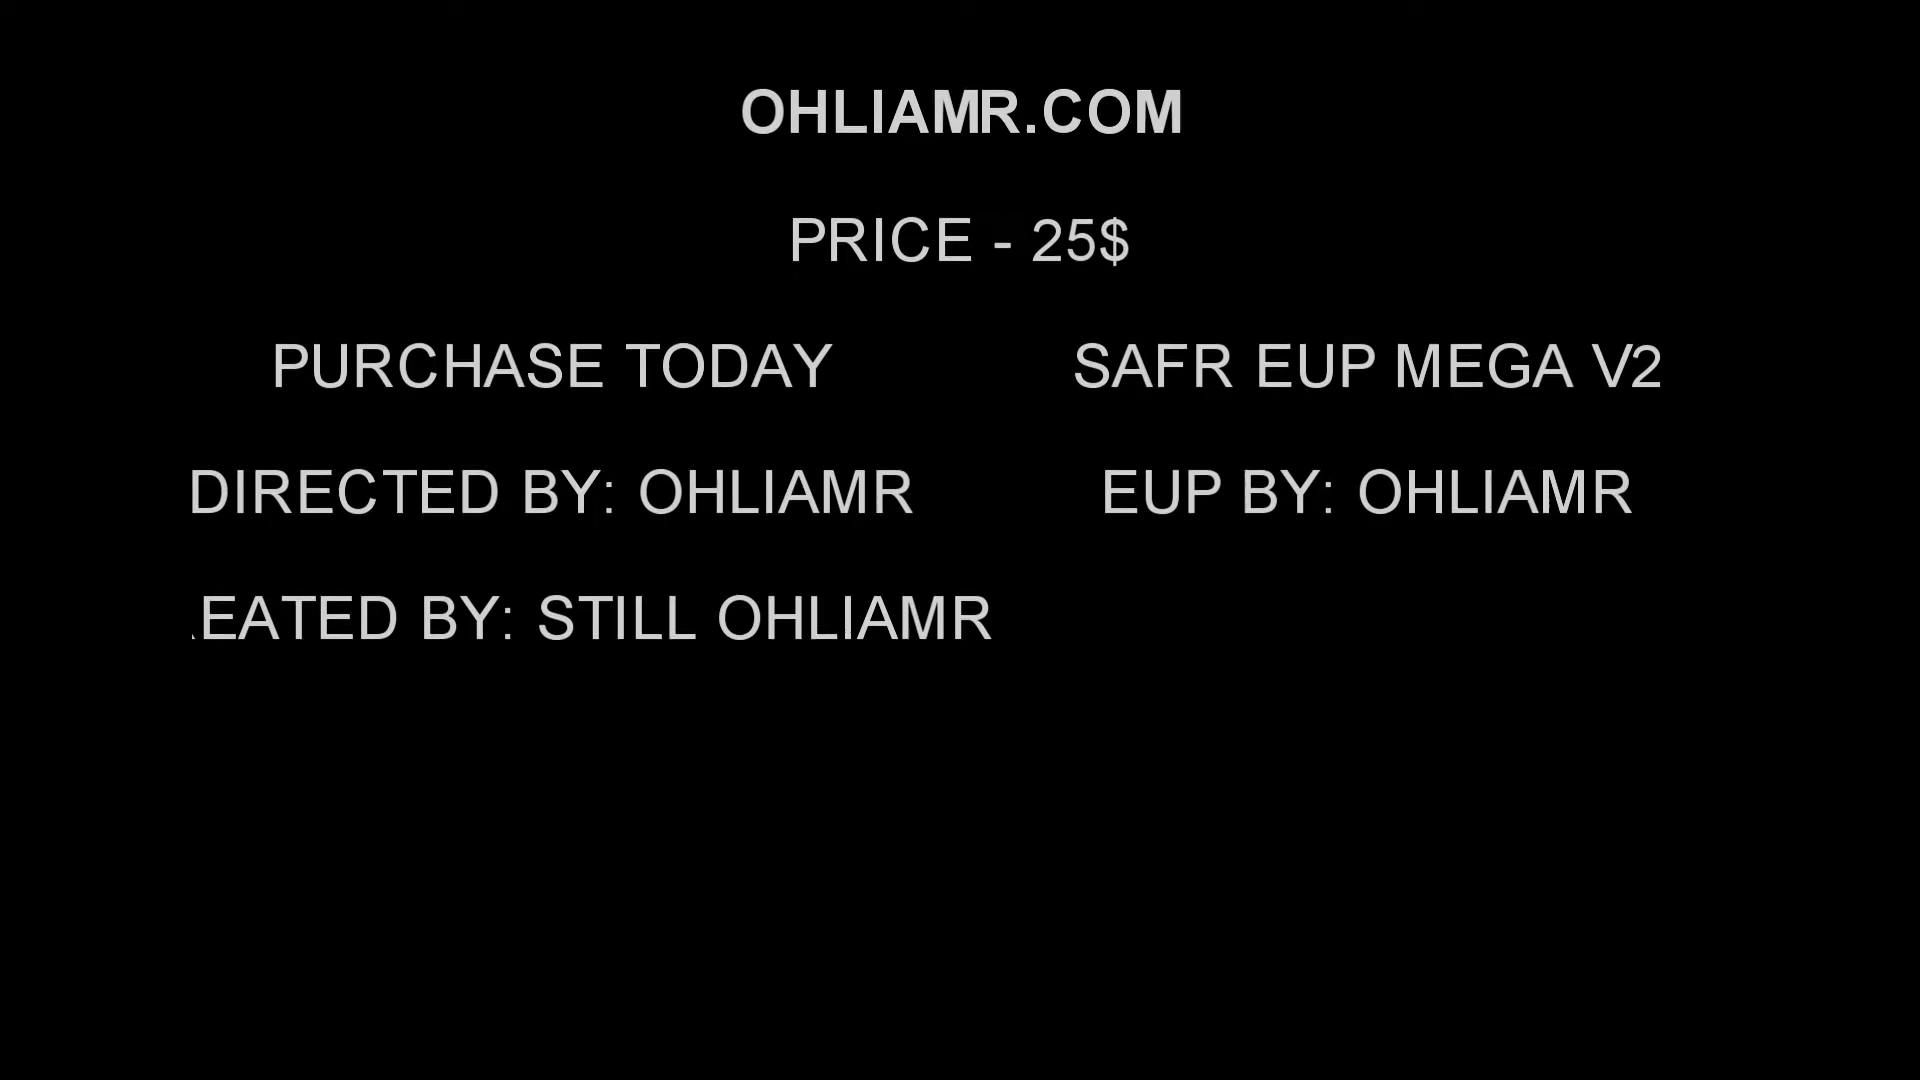 OHLIAMR.COM
PRICE - 25$
PURCHASE TODAY
SAFR EUP MEGA V2
DIRECTED BY: OHLIAMR
EUP BY: OHLIAMR
EATED BY: STILL OHLIAMR